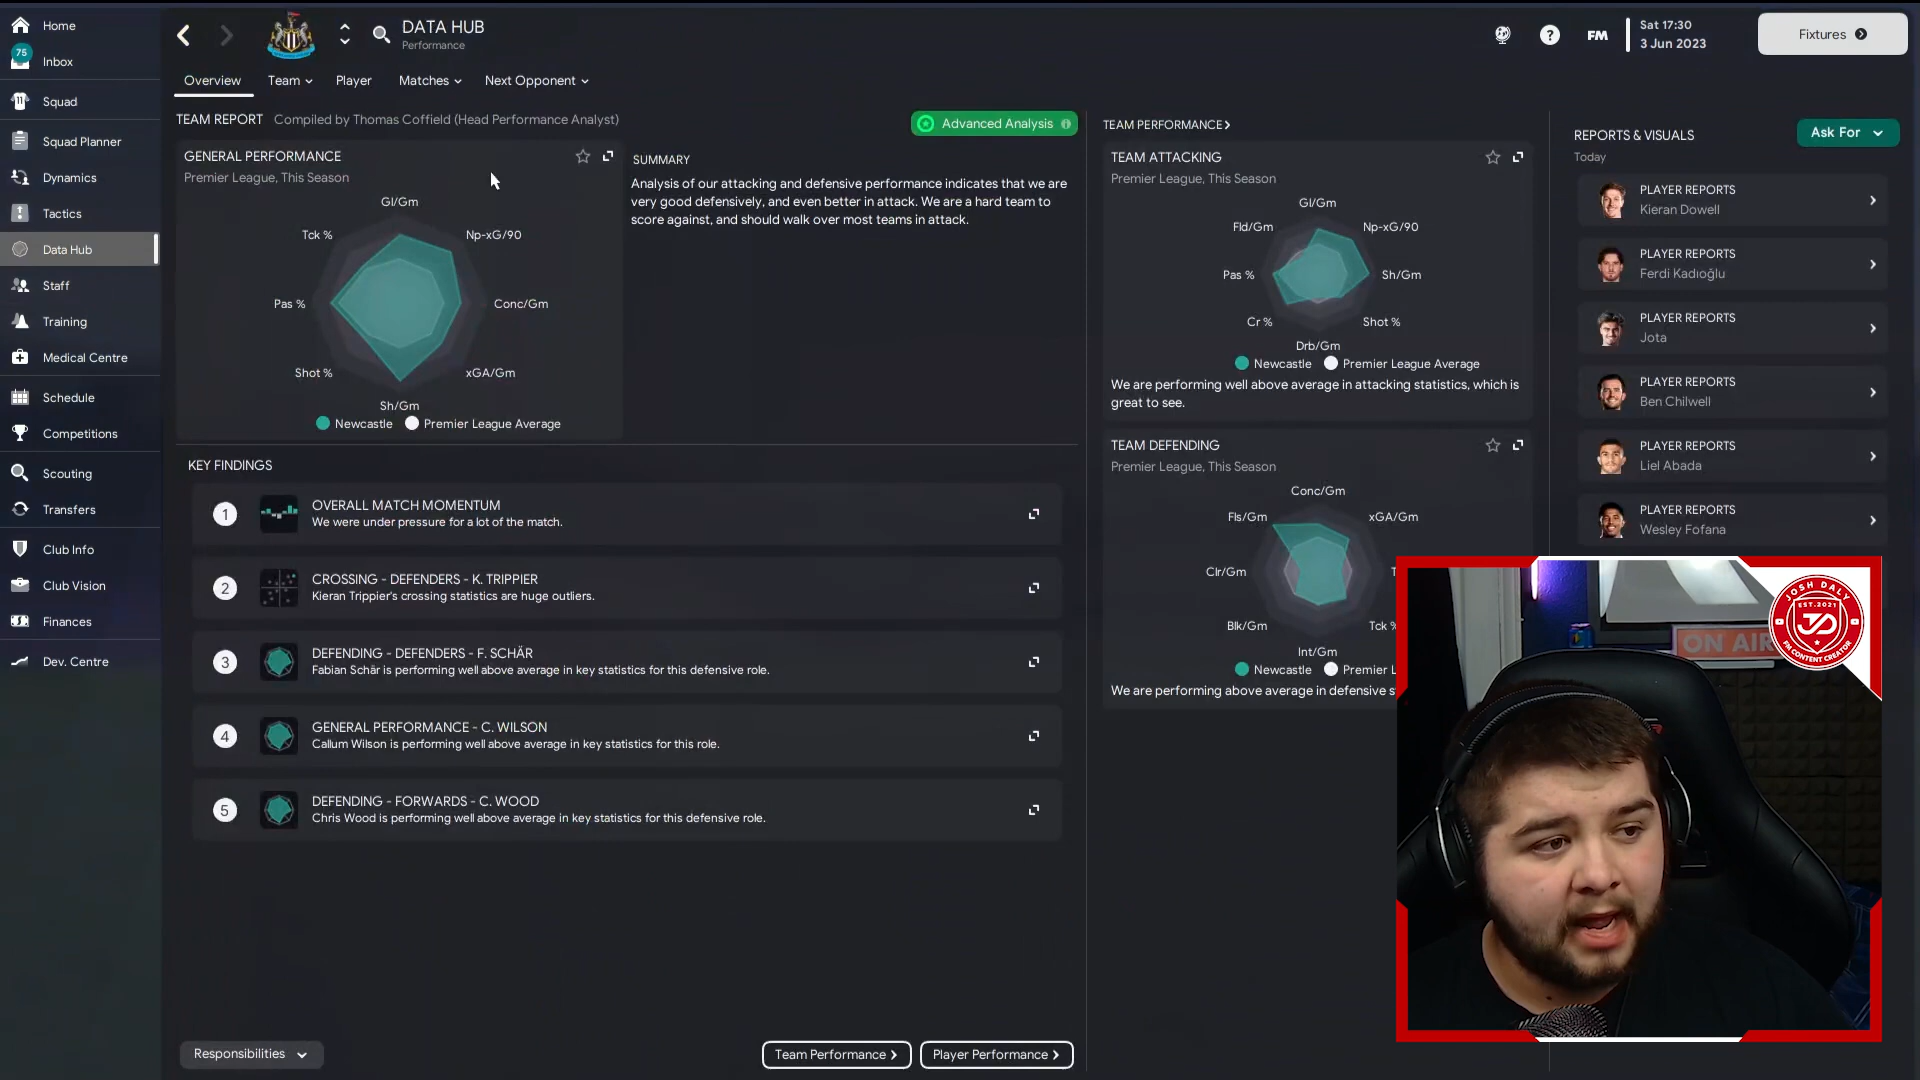 Home
75
Inbox
Squad
Squad Planner
Dynamics
Tactics
Data Hub
Staff
Training
Medical Centre
Schedule
Competitions
Scouting
Transfers
Club Info
Club Vision
Finances
Dev. Centre
DATA HUB
Performance
FM
Sat 17:30
3 Jun 2023
Fixtures
Overview
Team
Player
Matches
Next Opponent
TEAM REPORT Compiled by Thomas Coffield (Head Performance Analyst)
Advanced Analysis
GENERAL PERFORMANCE
Premier League, This Season
Gl/Gm
Tck %
Np-xG/90
Pas %
Conc/Gm
Shot %
xGA/Gm
Sh/Gm
Newcastle
Premier League Average
SUMMARY
Analysis of our attacking and defensive performance indicates that we are
very good defensively, and even better in attack. We are a hard team to
score against, and should walk over most teams in attack.
KEY FINDINGS
1
OVERALL MATCH MOMENTUM
We were under pressure for a lot of the match.
2
CROSSING - DEFENDERS - K. TRIPPIER
Kieran Trippier's crossing statistics are huge outliers.
3
DEFENDING - DEFENDERS - F. SCHÄR
Fabian Schär is performing well above average in key statistics for this defensive role.
4
GENERAL PERFORMANCE - C. WILSON
Callum Wilson is performing well above average in key statistics for this role.
5
DEFENDING - FORWARDS - C. WOOD
Chris Wood is performing well above average in key statistics for this defensive role.
Responsibilities
Team Performance
Player Performance
TEAM PERFORMANCE
TEAM ATTACKING
Premier League, This Season
Gl/Gm
Fld/Gm
Np-xG/90
Pas %
Sh/Gm
Cr %
Shot %
Drb/Gm
Newcastle
Premier League Average
We are performing well above average in attacking statistics, which is
great to see.
TEAM DEFENDING
Premier League, This Season
Conc/Gm
Fls/Gm
xGA/Gm
Clr/Gm
T
Blk/Gm
Tck %
Int/Gm
Newcastle
Premier L
We are performing above average in defensive s
REPORTS & VISUALS
Ask For
Today
PLAYER REPORTS
Kieran Dowell
PLAYER REPORTS
Ferdi Kadıoğlu
PLAYER REPORTS
Jota
PLAYER REPORTS
Ben Chilwell
PLAYER REPORTS
Liel Abada
PLAYER REPORTS
Wesley Fofana
ON AIR
JOSH DALY
EST. 2021
JD
FM CONTENT CREATOR